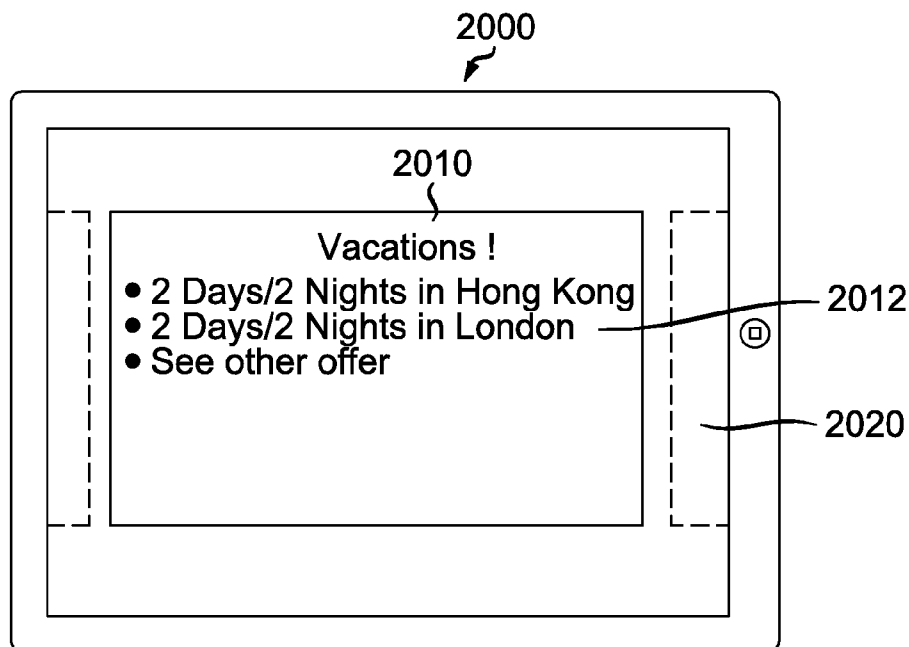 2000
2010
Vacations !
● 2 Days/2 Nights in Hong Kong
● 2 Days/2 Nights in London
2012
● See other offer
2020